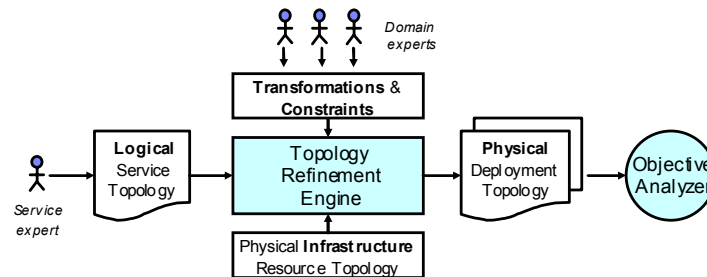 Domain
experts
Transformations &
Constraints
Logical
Service
Topology
Topology
Refinement
Engine
Physical
Deployment
Topology
Objective
Analyzer
Service
expert
Physical Infrastructure
Resource Topology